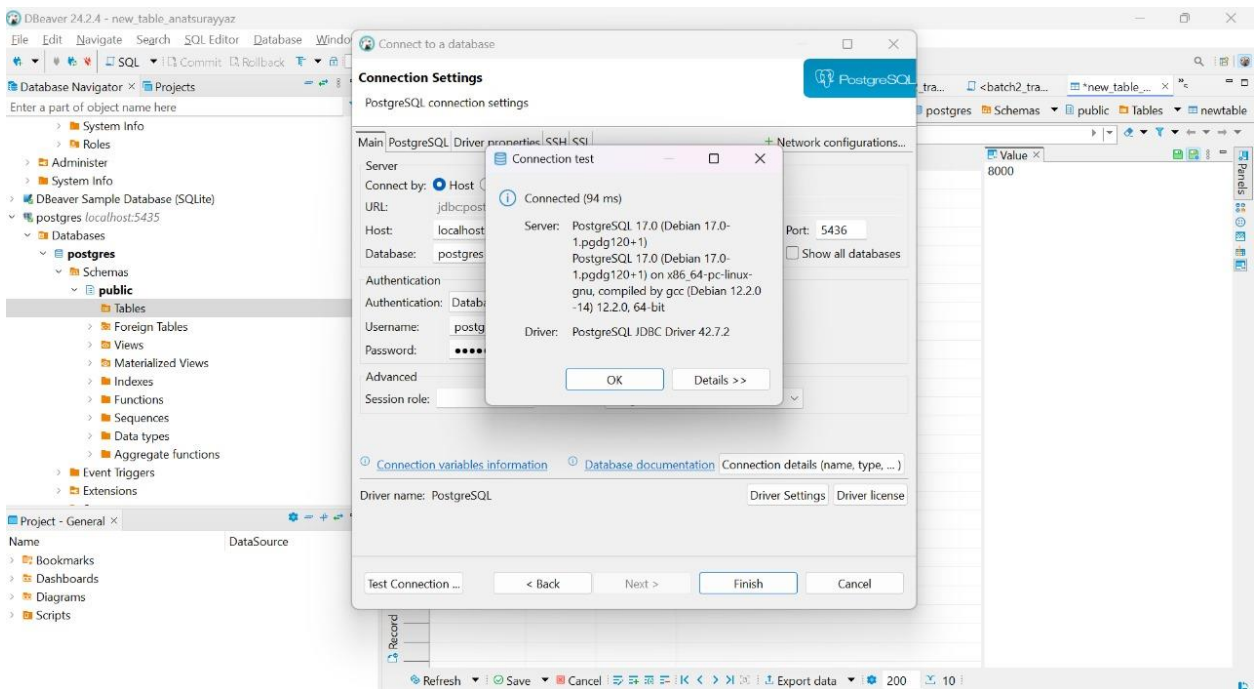 DBeaver 24.2.4 - new_table_anatsurayyaz
File Edit Navigate Search SQL Editor Database Windo
SQL Commit Rollback T
Database Navigator × Projects
Enter a part of object name here
System Info
Roles
Administer
System Info
DBeaver Sample Database (SQLite)
postgres localhost:5435
Databases
postgres
Schemas
public
Tables
Foreign Tables
Views
Materialized Views
Indexes
Functions
Sequences
Data types
Aggregate functions
Event Triggers
Extensions
Project - General ×
Name DataSource
Bookmarks
Dashboards
Diagrams
Scripts
Connect to a database
Connection Settings
PostgreSQL connection settings
PostgreSQL
Main PostgreSQL Driver properties SSH SSL + Network configurations...
Server
Connect by: Host
URL: jdbc:post
Host: localhost Port: 5436
Database: postgres Show all databases
Authentication
Authentication: Databa
Username: postg
Password: ••••
Advanced
Session role:
Connection variables information Database documentation Connection details (name, type, ... )
Driver name: PostgreSQL Driver Settings Driver license
Test Connection ... < Back Next > Finish Cancel
Connection test
Connected (94 ms)
Server: PostgreSQL 17.0 (Debian 17.0-
1.pgdg120+1)
PostgreSQL 17.0 (Debian 17.0-
1.pgdg120+1) on x86_64-pc-linux-
gnu, compiled by gcc (Debian 12.2.0
-14) 12.2.0, 64-bit
Driver: PostgreSQL JDBC Driver 42.7.2
OK Details >>
_tra... <batch2_tra... *new_table_... ×
postgres Schemas public Tables newtable
Value ×
8000
Panels
Record
Refresh Save Cancel Export data 200 10